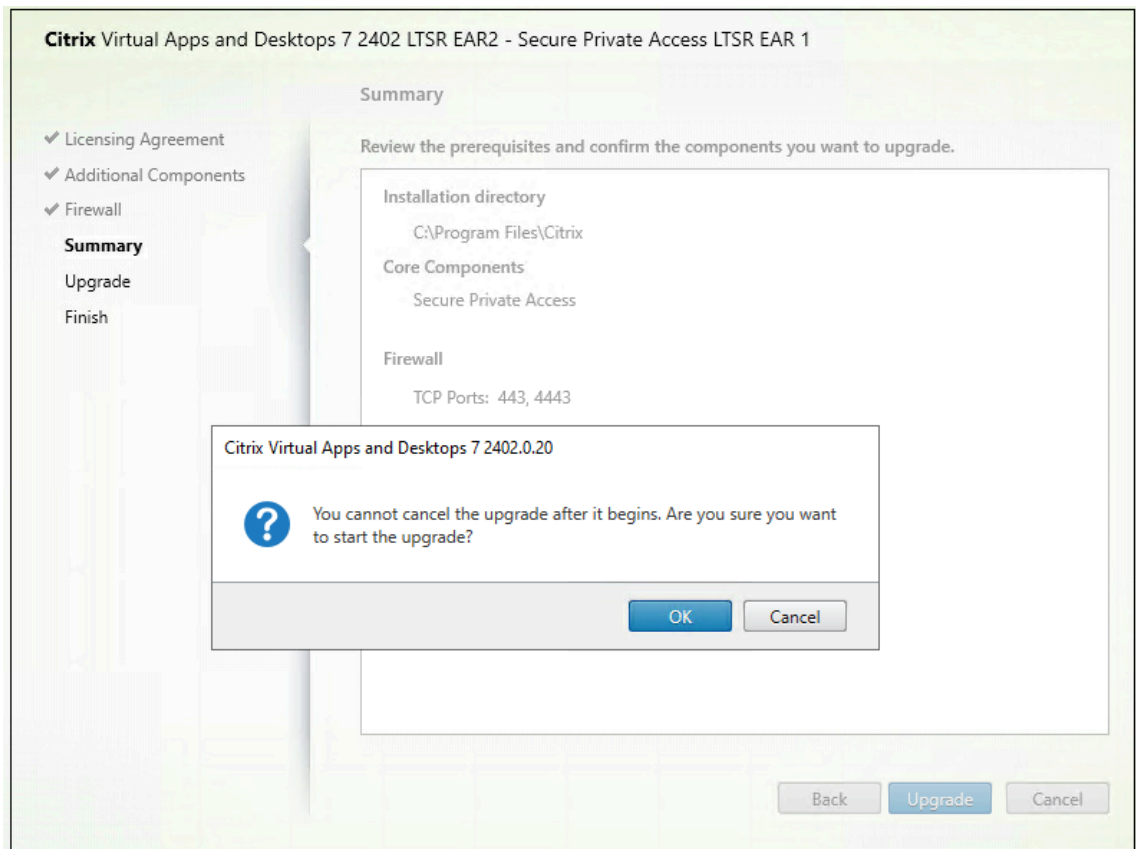 Citrix Virtual Apps and Desktops 7 2402 LTSR EAR2 - Secure Private Access LTSR EAR 1
Summary
Licensing Agreement
Additional Components
Firewall
Summary
Upgrade
Finish
Review the prerequisites and confirm the components you want to upgrade.
Installation directory
C:\Program Files\Citrix
Core Components
Secure Private Access
Firewall
TCP Ports: 443, 4443
Citrix Virtual Apps and Desktops 7 2402.0.20
You cannot cancel the upgrade after it begins. Are you sure you want
to start the upgrade?
OK Cancel
Back Upgrade Cancel